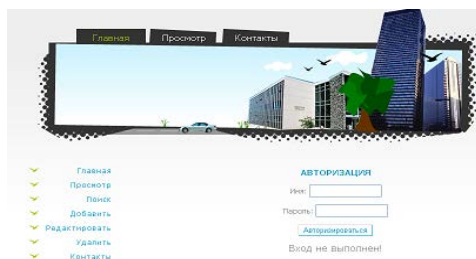 Главная Просмотр Контакты
Главная
Просмотр
Поиск
Добавить
Редактировать
Удалить
Контакты
АВТОРИЗАЦИЯ
Имя:
Пароль:
Авторизироваться
Вход не выполнен!